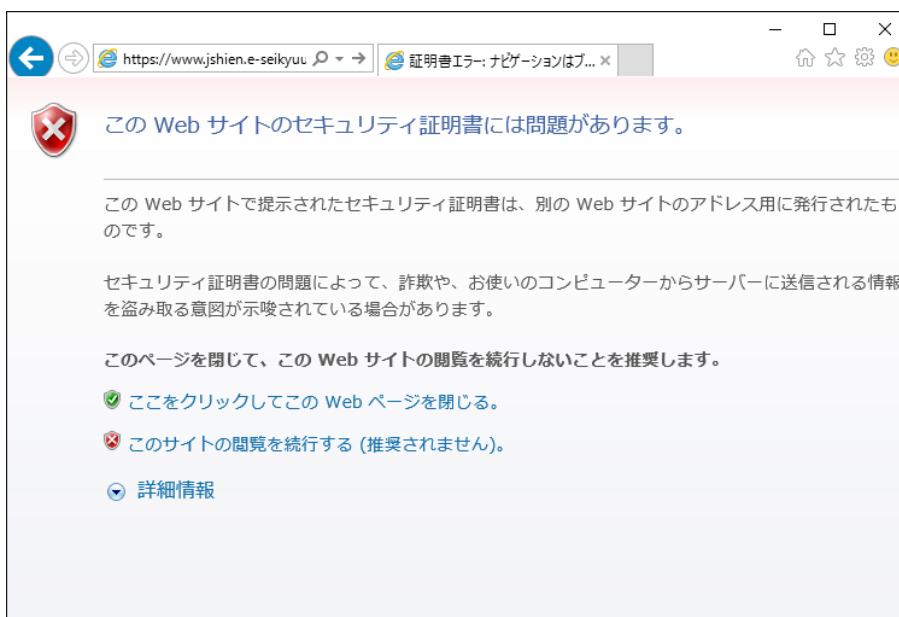 https://www.jshien.e-seikyuu
証明書エラー: ナビゲーションはブ...
この Web サイトのセキュリティ証明書には問題があります。
この Web サイトで提示されたセキュリティ証明書は、別の Web サイトのアドレス用に発行されたも
のです。
セキュリティ証明書の問題によって、詐欺や、お使いのコンピューターからサーバーに送信される情報
を盗み取る意図が示唆されている場合があります。
このページを閉じて、この Web サイトの閲覧を続行しないことを推奨します。
ここをクリックしてこの Web ページを閉じる。
このサイトの閲覧を続行する (推奨されません)。
詳細情報